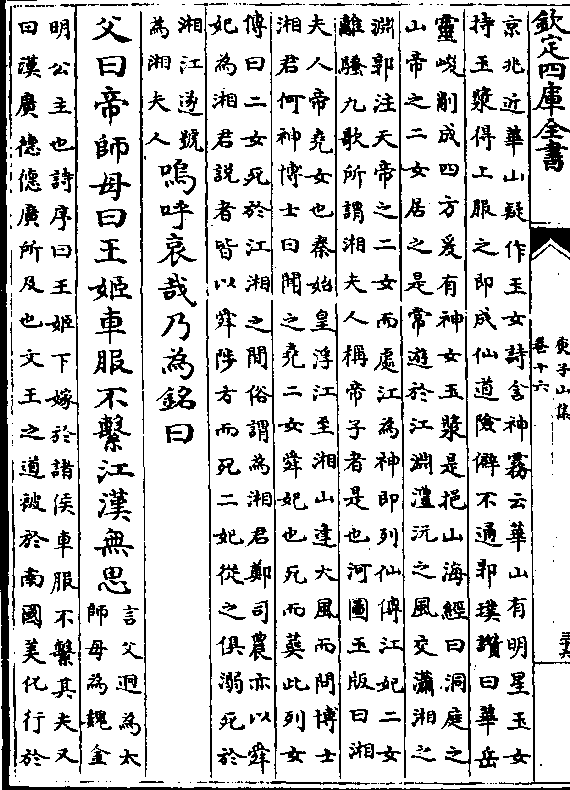 欽定四庫全書
庾子山集
卷十六
京兆近華山疑作玉女詩含神霧云華山有明星玉女
持玉漿得上服之即成仙道險僻不通郭璞讚曰華岳
靈峻削成四方爰有神女玉漿是挹山海經曰洞庭之
山帝之二女居之是常遊於江淵澧沅之風交瀟湘之
淵郭注天帝之二女而處江為神即列仙傳江妃二女
離騷九歌所謂湘夫人稱帝子者是也河圖玉版曰湘
夫人帝堯女也秦始皇浮江至湘山逢大風而問博士
湘君何神博士曰聞之堯二女舜妃也死而葬此列女
傳曰二女死於江湘之間俗謂為湘君鄭司農亦以舜
妃為湘君說者皆以舜陟方而死二妃從之俱溺死於
湘江遂號
為湘夫人
嗚呼哀哉乃為銘曰
父曰帝師母曰王姬車服不繫江漢無思
言父迥為太
師母為魏金
明公主也詩序曰王姬下嫁於諸侯車服不繫其夫又
曰漢廣德德廣所及也文王之道被於南國美化行於